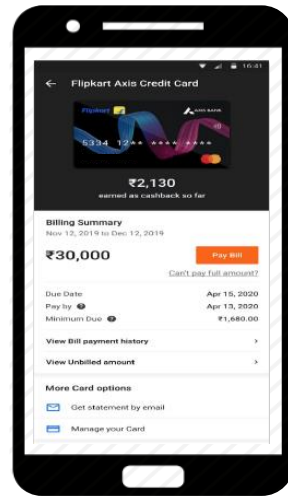 16:41
← Flipkart Axis Credit Card
Flipkart AXIS BANK
5334 12** **** ****
₹2,130
earned as cashback so far
Billing Summary
Nov 12, 2019 to Dec 12, 2019
₹30,000 Pay Bill
Can't pay full amount?
Due Date Apr 15, 2020
Pay by Apr 13, 2020
Minimum Due ₹1,680.00
View Bill payment history >
View Unbilled amount >
More Card options
Get statement by email
Manage your Card